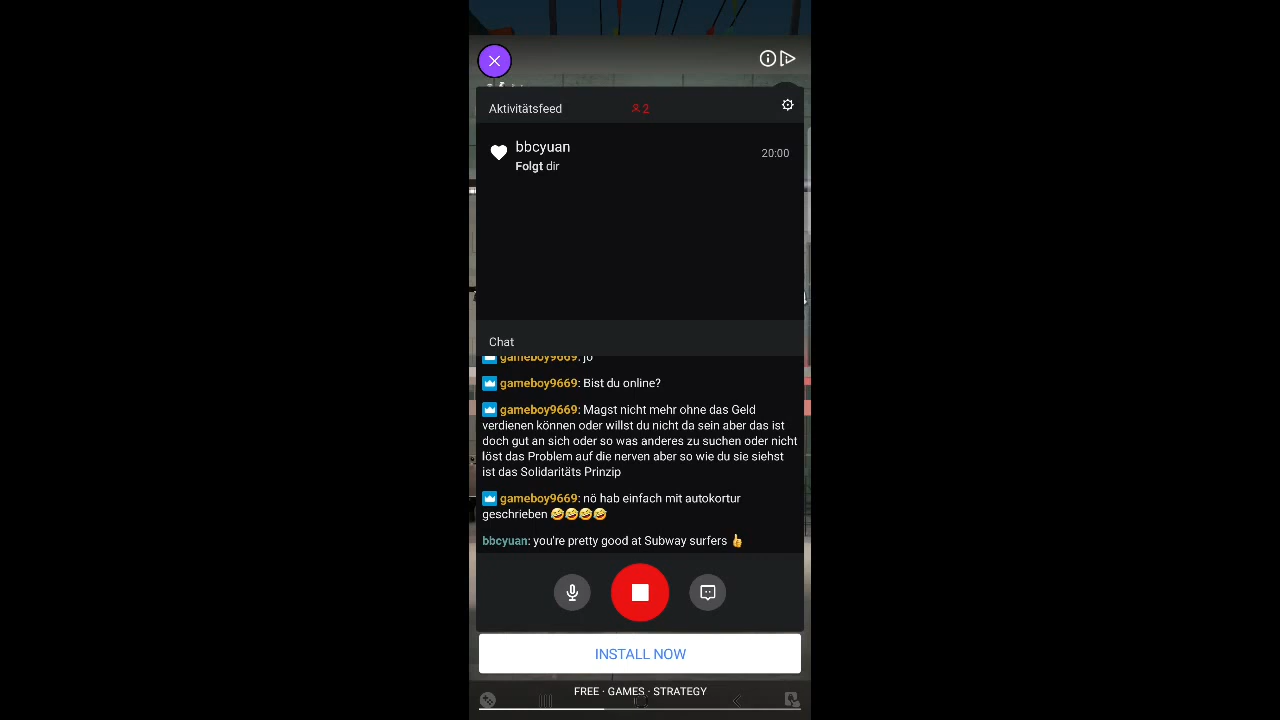 Aktivitätsfeed 2
bbcyuan
Folgt dir
20:00
Chat
gameboy9669: jo
gameboy9669: Bist du online?
gameboy9669: Magst nicht mehr ohne das Geld
verdienen können oder willst du nicht da sein aber das ist
doch gut an sich oder so was anderes zu suchen oder nicht
löst das Problem auf die nerven aber so wie du sie siehst
ist das Solidaritäts Prinzip
gameboy9669: nö hab einfach mit autokortur
geschrieben 🤣🤣🤣🤣
bbcyuan: you're pretty good at Subway surfers 👍
INSTALL NOW
FREE · GAMES · STRATEGY